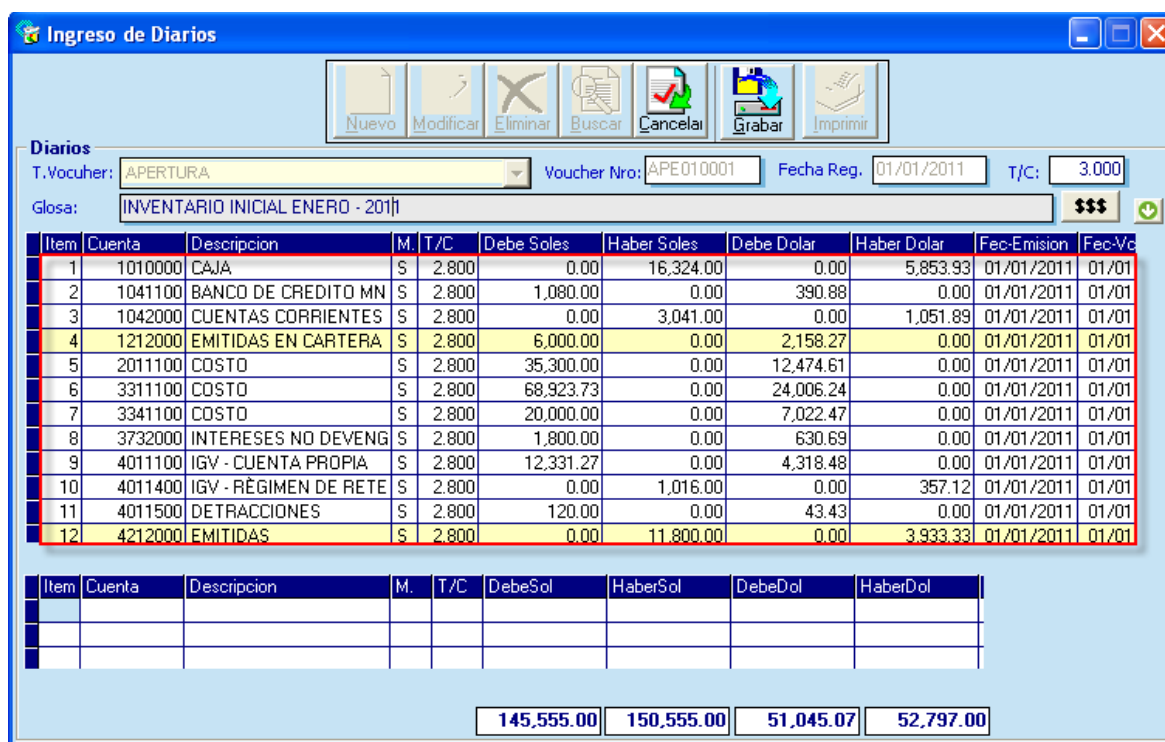 Ingreso de Diarios
Nuevo Modificar Eliminar Buscar Cancelar Grabar Imprimir
Diarios
T.Vocuher: APERTURA Voucher Nro: APE010001 Fecha Reg. 01/01/2011 T/C: 3.000
Glosa: INVENTARIO INICIAL ENERO - 2011 $$$
Item Cuenta Descripcion M. T/C Debe Soles Haber Soles Debe Dolar Haber Dolar Fec-Emision Fec-Vc
1 1010000 CAJA S 2.800 0.00 16,324.00 0.00 5,853.93 01/01/2011 01/01
2 1041100 BANCO DE CREDITO MN S 2.800 1,080.00 0.00 390.88 0.00 01/01/2011 01/01
3 1042000 CUENTAS CORRIENTES S 2.800 0.00 3,041.00 0.00 1,051.89 01/01/2011 01/01
4 1212000 EMITIDAS EN CARTERA S 2.800 6,000.00 0.00 2,158.27 0.00 01/01/2011 01/01
5 2011100 COSTO S 2.800 35,300.00 0.00 12,474.61 0.00 01/01/2011 01/01
6 3311100 COSTO S 2.800 68,923.73 0.00 24,006.24 0.00 01/01/2011 01/01
7 3341100 COSTO S 2.800 20,000.00 0.00 7,022.47 0.00 01/01/2011 01/01
8 3732000 INTERESES NO DEVENG S 2.800 1,800.00 0.00 630.69 0.00 01/01/2011 01/01
9 4011100 IGV - CUENTA PROPIA S 2.800 12,331.27 0.00 4,318.48 0.00 01/01/2011 01/01
10 4011400 IGV - RÈGIMEN DE RETE S 2.800 0.00 1,016.00 0.00 357.12 01/01/2011 01/01
11 4011500 DETRACCIONES S 2.800 120.00 0.00 43.43 0.00 01/01/2011 01/01
12 4212000 EMITIDAS S 2.800 0.00 11,800.00 0.00 3,933.33 01/01/2011 01/01
Item Cuenta Descripcion M. T/C DebeSol HaberSol DebeDol HaberDol
145,555.00 150,555.00 51,045.07 52,797.00